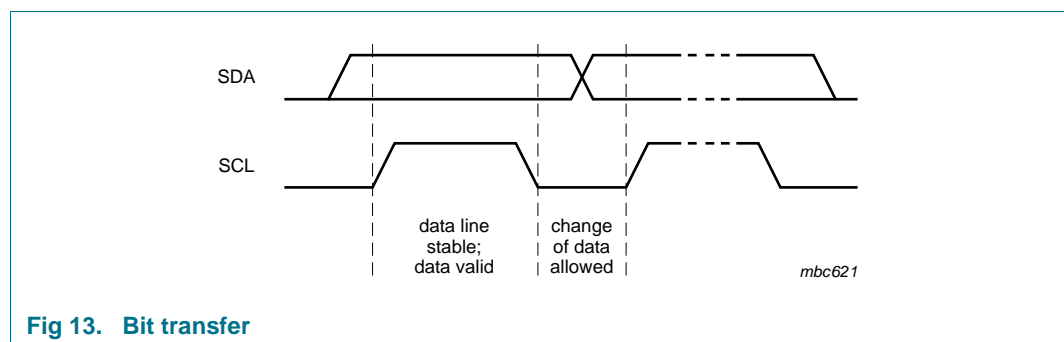 SDA
SCL
data line
stable;
data valid
change
of data
allowed
mbc621
Fig 13. Bit transfer